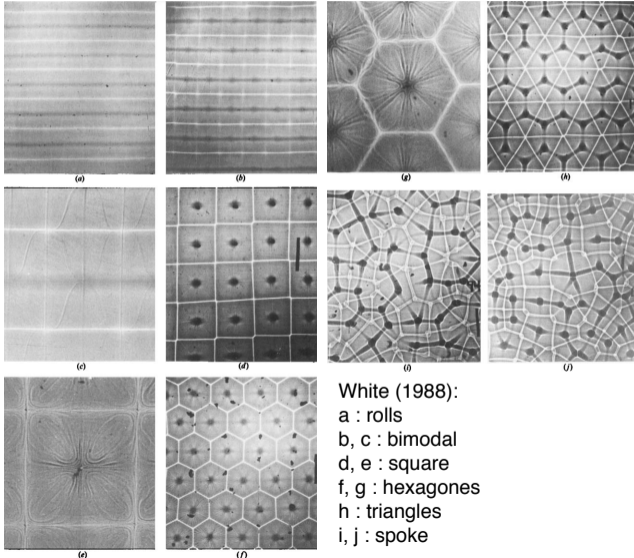 (a)
(b)
(g)
(h)
(c)
(d)
(i)
(j)
(e)
(f)
White (1988):
a : rolls
b, c : bimodal
d, e : square
f, g : hexagones
h : triangles
i, j : spoke